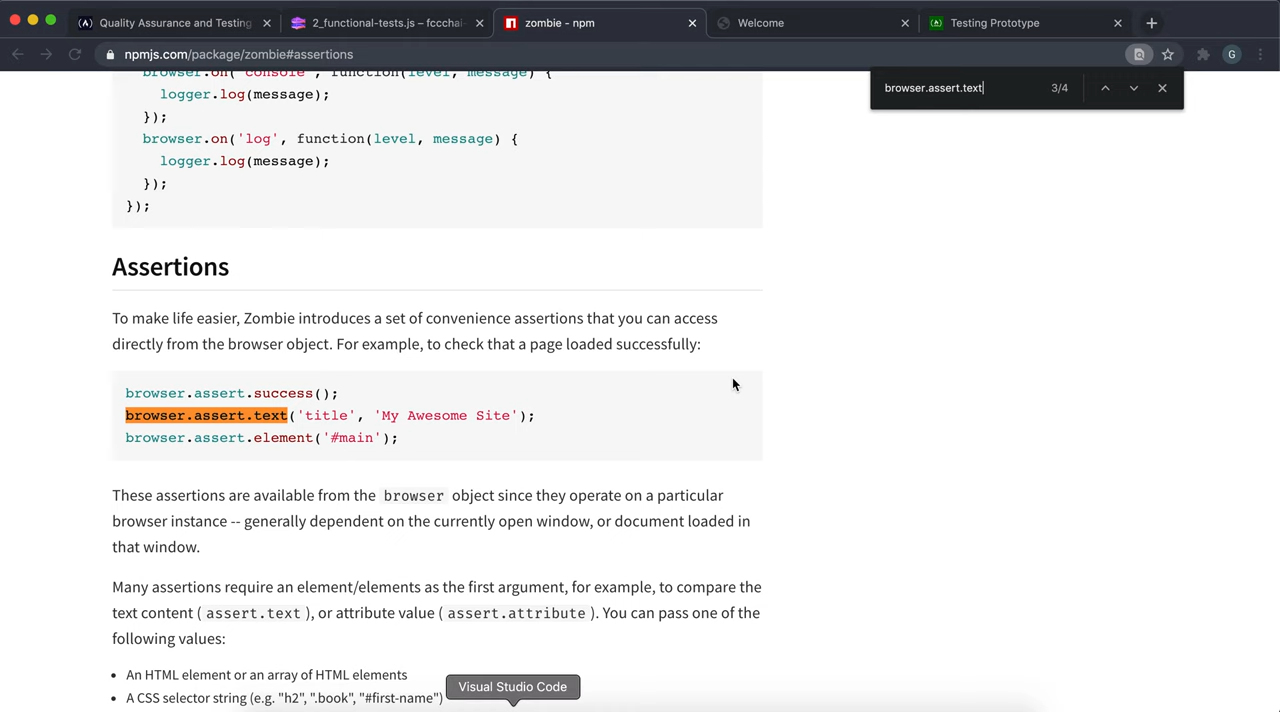 Quality Assurance and Testing
2_functional-tests.js – fcccha
zombie - npm
Welcome
Testing Prototype
npmjs.com/package/zombie#assertions
G
browser.assert.text
3/4
browser.on('console', function(level, message) {
logger.log(message);
});
browser.on('log', function(level, message) {
logger.log(message);
});
});
Assertions
To make life easier, Zombie introduces a set of convenience assertions that you can access
directly from the browser object. For example, to check that a page loaded successfully:
browser.assert.success();
browser.assert.text('title', 'My Awesome Site');
browser.assert.element('#main');
These assertions are available from the browser object since they operate on a particular
browser instance -- generally dependent on the currently open window, or document loaded in
that window.
Many assertions require an element/elements as the first argument, for example, to compare the
text content ( assert.text ), or attribute value ( assert.attribute ). You can pass one of the
following values:
• An HTML element or an array of HTML elements
• A CSS selector string (e.g. "h2", ".book", "#first-name")
Visual Studio Code